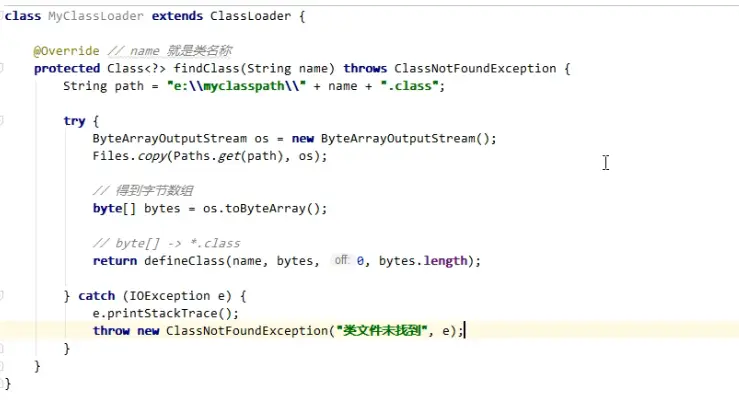 class MyClassLoader extends ClassLoader {
@Override // name 就是类名称
protected Class<?> findClass(String name) throws ClassNotFoundException {
String path = "e:\\myclasspath\\" + name + ".class";
try {
ByteArrayOutputStream os = new ByteArrayOutputStream();
Files.copy(Paths.get(path), os);
// 得到字节数组
byte[] bytes = os.toByteArray();
// byte[] -> *.class
return defineClass(name, bytes, off: 0, bytes.length);
} catch (IOException e) {
e.printStackTrace();
throw new ClassNotFoundException("类文件未找到", e);
}
}
}